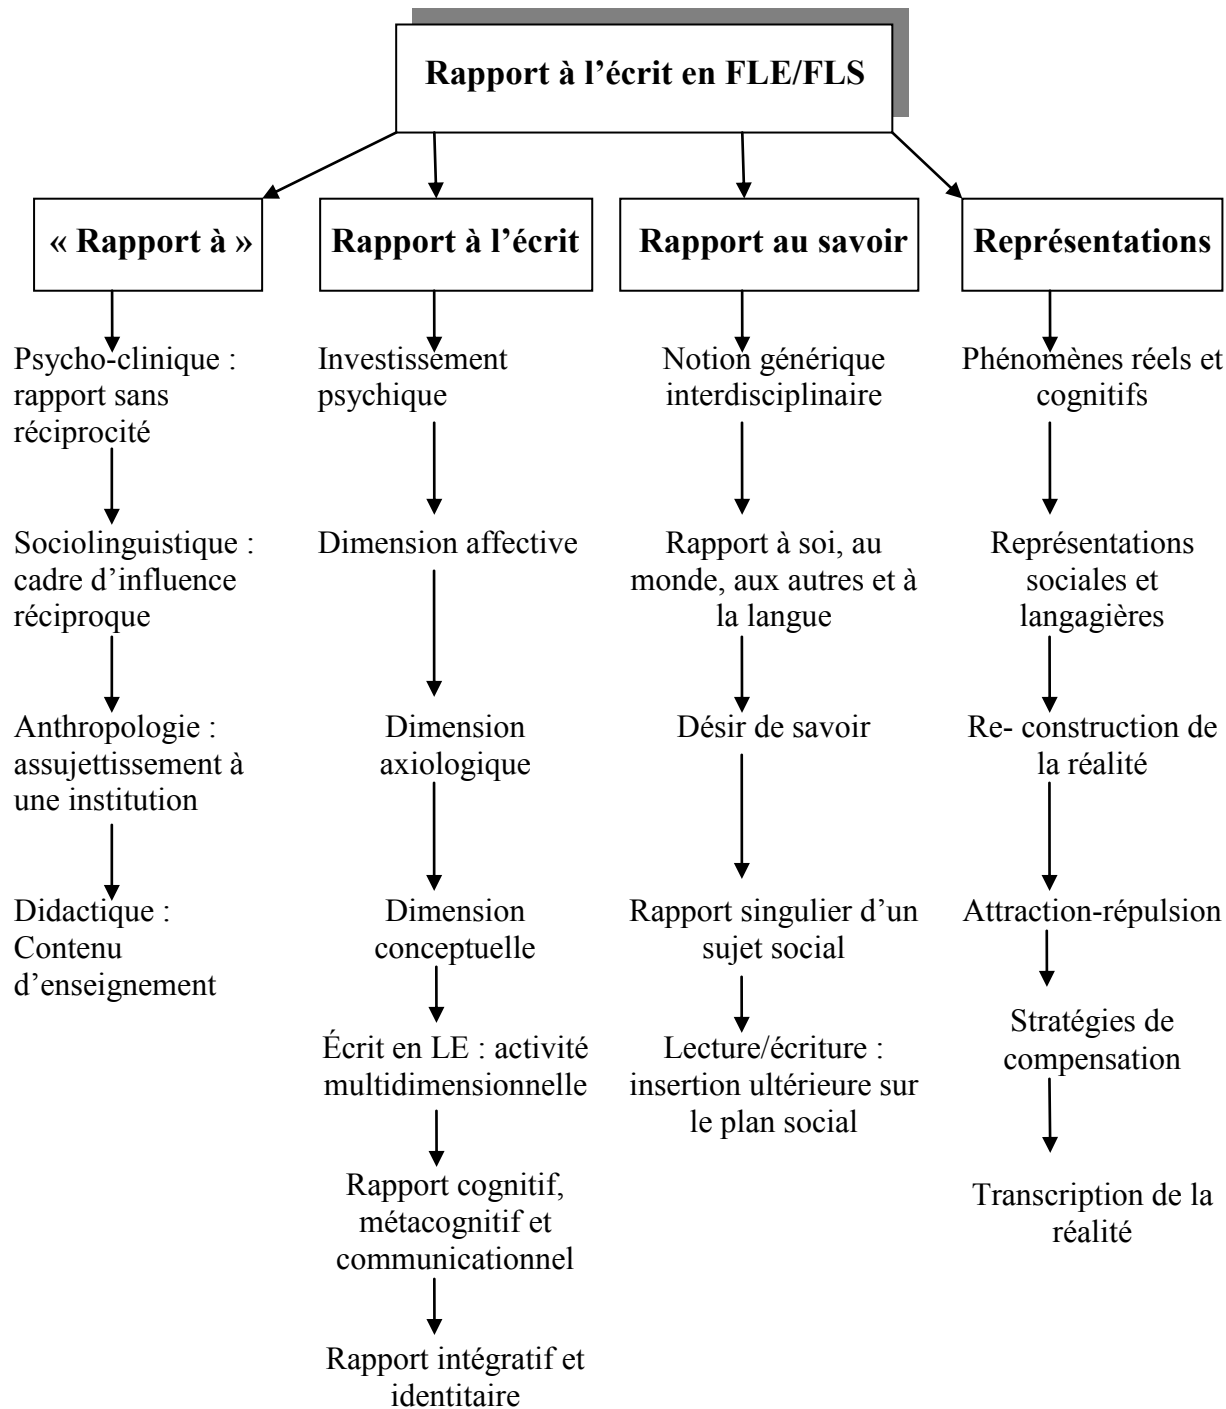 Rapport à l’écrit en FLE/FLS
« Rapport à »
Psycho-clinique :
rapport sans
réciprocité
Sociolinguistique :
cadre d’influence
réciproque
Anthropologie :
assujettissement à
une institution
Didactique :
Contenu
d’enseignement
Rapport à l’écrit
Investissement
psychique
Dimension affective
Dimension
axiologique
Dimension
conceptuelle
Écrit en LE : activité
multidimensionnelle
Rapport cognitif,
métacognitif et
communicationnel
Rapport intégratif et
identitaire
Rapport au savoir
Notion générique
interdisciplinaire
Rapport à soi, au
monde, aux autres et à
la langue
Désir de savoir
Rapport singulier d’un
sujet social
Lecture/écriture :
insertion ultérieure sur
le plan social
Représentations
Phénomènes réels et
cognitifs
Représentations
sociales et
langagières
Re- construction de
la réalité
Attraction-répulsion
Stratégies de
compensation
Transcription de la
réalité